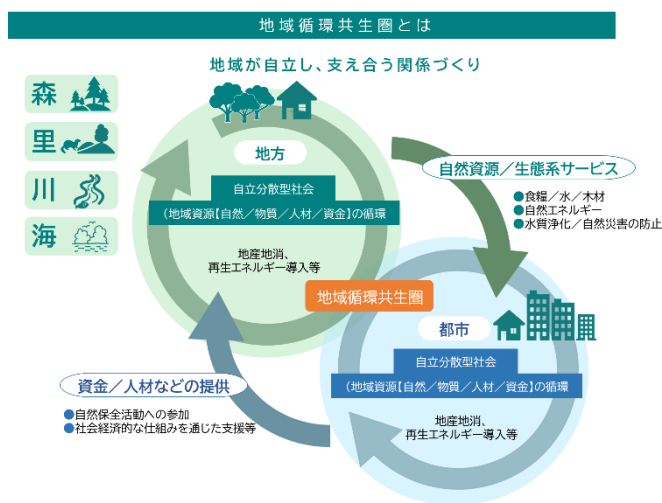 地域循環共生圏とは
地域が自立し、支え合う関係づくり
森
里
川
海
地方
自立分散型社会
(地域資源【自然/物質/人材/資金】の循環
地産地消、
再生エネルギー導入等
自然資源/生態系サービス
●食糧/水/木材
●自然エネルギー
●水質浄化/自然災害の防止
地域循環共生圏
都市
自立分散型社会
(地域資源【自然/物質/人材/資金】の循環
地産地消、
再生エネルギー導入等
資金/人材などの提供
●自然保全活動への参加
●社会経済的な仕組みを通じた支援等